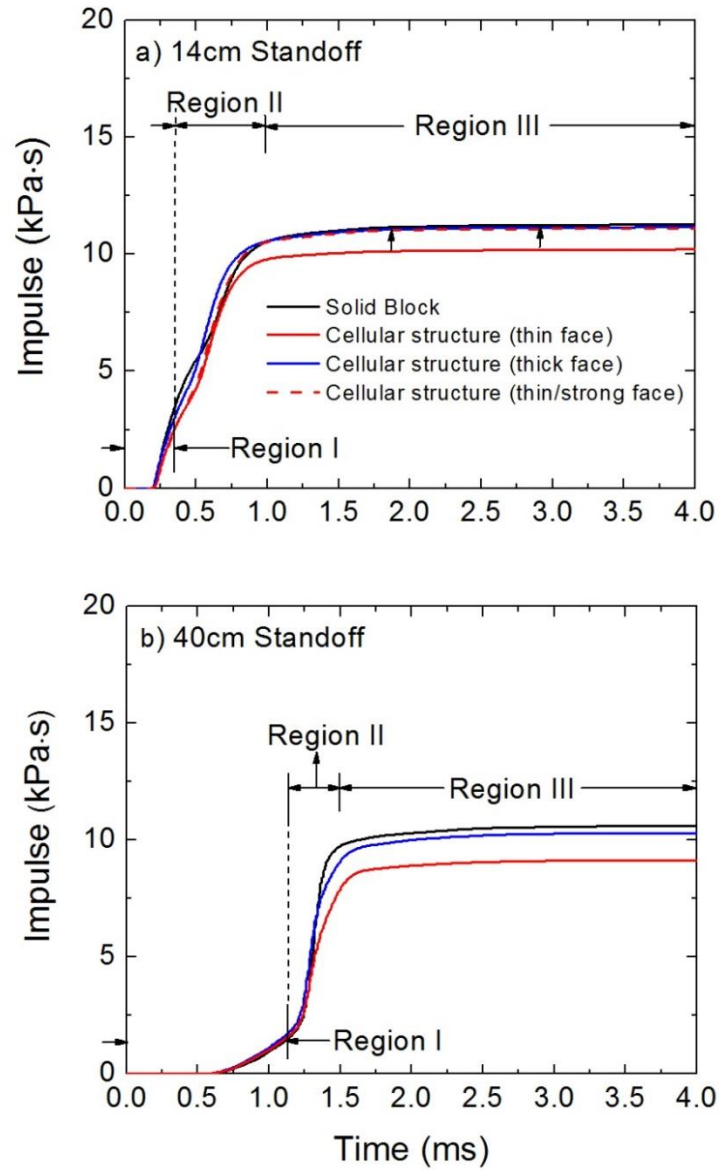 a) 14cm Standoff
Region II
Region III
Solid Block
Cellular structure (thin face)
Cellular structure (thick face)
Cellular structure (thin/strong face)
Region I
Impulse (kPa·s)
20
15
10
5
0
0.0 0.5 1.0 1.5 2.0 2.5 3.0 3.5 4.0
b) 40cm Standoff
Region II
Region III
Region I
Impulse (kPa·s)
20
15
10
5
0
0.0 0.5 1.0 1.5 2.0 2.5 3.0 3.5 4.0
Time (ms)